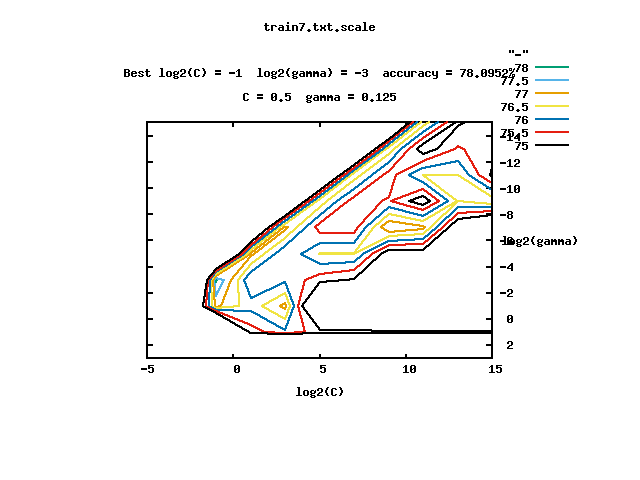 train7.txt.scale
"-"
Best log2(C) = -1 log2(gamma) = -3 accuracy = 78.0952%
78
77.5
77
C = 0.5 gamma = 0.125
76.5
76
75.5
75
-14
-12
-10
-8
-6
log2(gamma)
-4
-2
0
2
-5 0 5 10 15
log2(C)